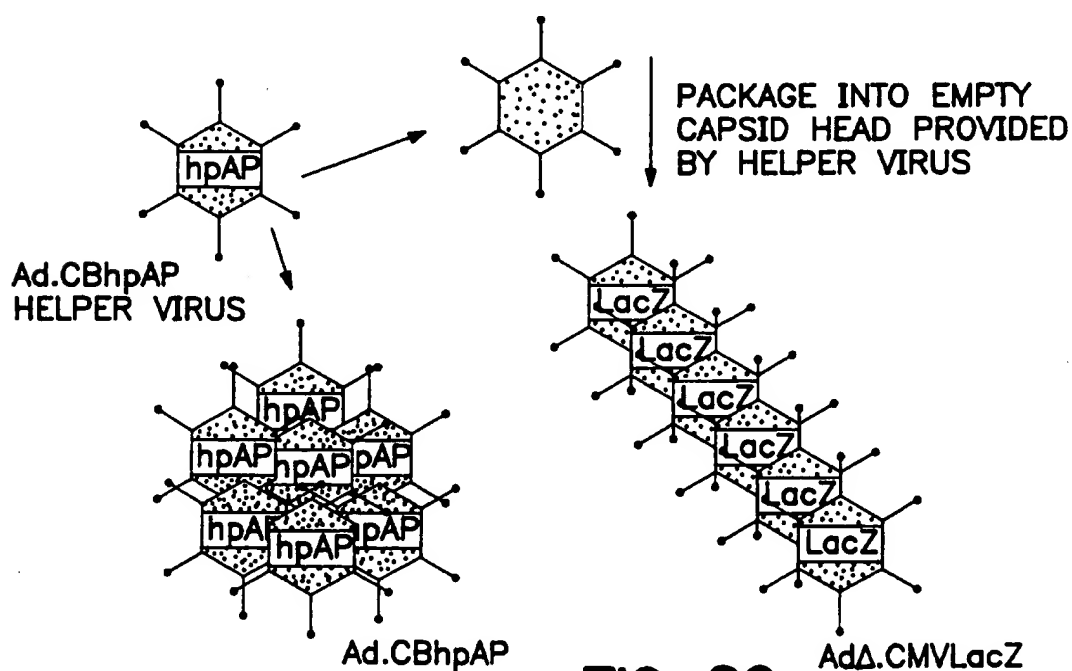 PACKAGE INTO EMPTY
CAPSID HEAD PROVIDED
BY HELPER VIRUS
hpAP
Ad.CBhpAP
HELPER VIRUS
hpAP
hpAP
hpAP
pAP
hpA
hpAP
pAP
Ad.CBhpAP
LacZ
LacZ
LacZ
LacZ
LacZ
LacZ
AdΔ.CMVLacZ